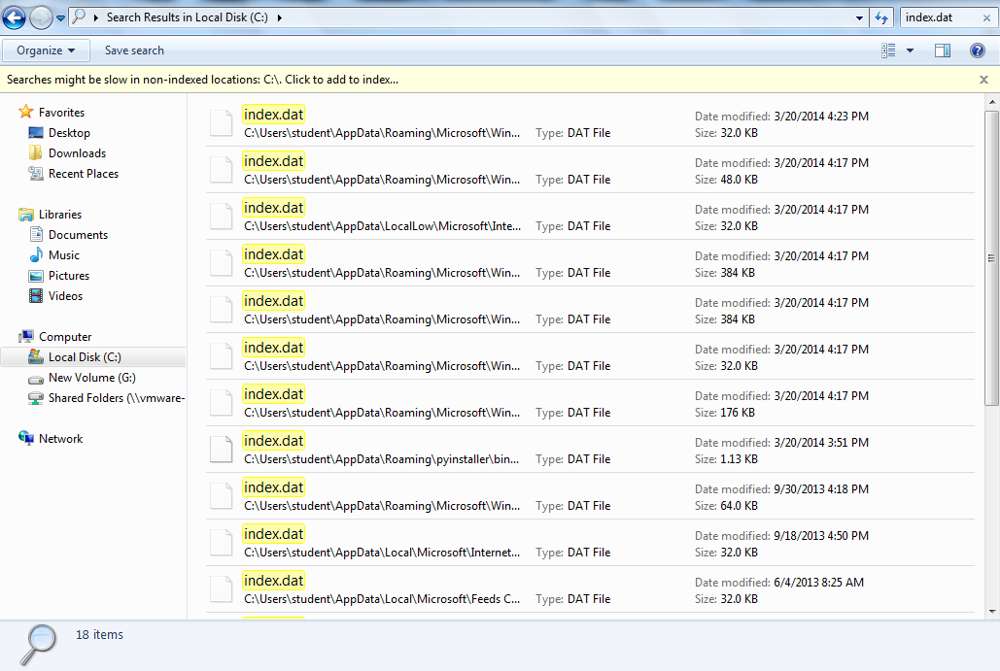 Search Results in Local Disk (C:)
index.dat
Organize
Save search
Searches might be slow in non-indexed locations: C:\. Click to add to index...
Favorites
Desktop
Downloads
Recent Places
Libraries
Documents
Music
Pictures
Videos
Computer
Local Disk (C:)
New Volume (G:)
Shared Folders (\\vmware-
Network
index.dat
Date modified: 3/20/2014 4:23 PM
C:\Users\student\AppData\Roaming\Microsoft\Win... Type: DAT File Size: 32.0 KB
index.dat
Date modified: 3/20/2014 4:17 PM
C:\Users\student\AppData\Roaming\Microsoft\Win... Type: DAT File Size: 48.0 KB
index.dat
Date modified: 3/20/2014 4:17 PM
C:\Users\student\AppData\LocalLow\Microsoft\Inte... Type: DAT File Size: 32.0 KB
index.dat
Date modified: 3/20/2014 4:17 PM
C:\Users\student\AppData\Roaming\Microsoft\Win... Type: DAT File Size: 384 KB
index.dat
Date modified: 3/20/2014 4:17 PM
C:\Users\student\AppData\Roaming\Microsoft\Win... Type: DAT File Size: 384 KB
index.dat
Date modified: 3/20/2014 4:17 PM
C:\Users\student\AppData\Roaming\Microsoft\Win... Type: DAT File Size: 32.0 KB
index.dat
Date modified: 3/20/2014 4:17 PM
C:\Users\student\AppData\Roaming\Microsoft\Win... Type: DAT File Size: 176 KB
index.dat
Date modified: 3/20/2014 3:51 PM
C:\Users\student\AppData\Roaming\pyinstaller\bin... Type: DAT File Size: 1.13 KB
index.dat
Date modified: 9/30/2013 4:18 PM
C:\Users\student\AppData\Roaming\Microsoft\Win... Type: DAT File Size: 64.0 KB
index.dat
Date modified: 9/18/2013 4:50 PM
C:\Users\student\AppData\Local\Microsoft\Internet... Type: DAT File Size: 32.0 KB
index.dat
Date modified: 6/4/2013 8:25 AM
C:\Users\student\AppData\Local\Microsoft\Feeds C... Type: DAT File Size: 32.0 KB
18 items